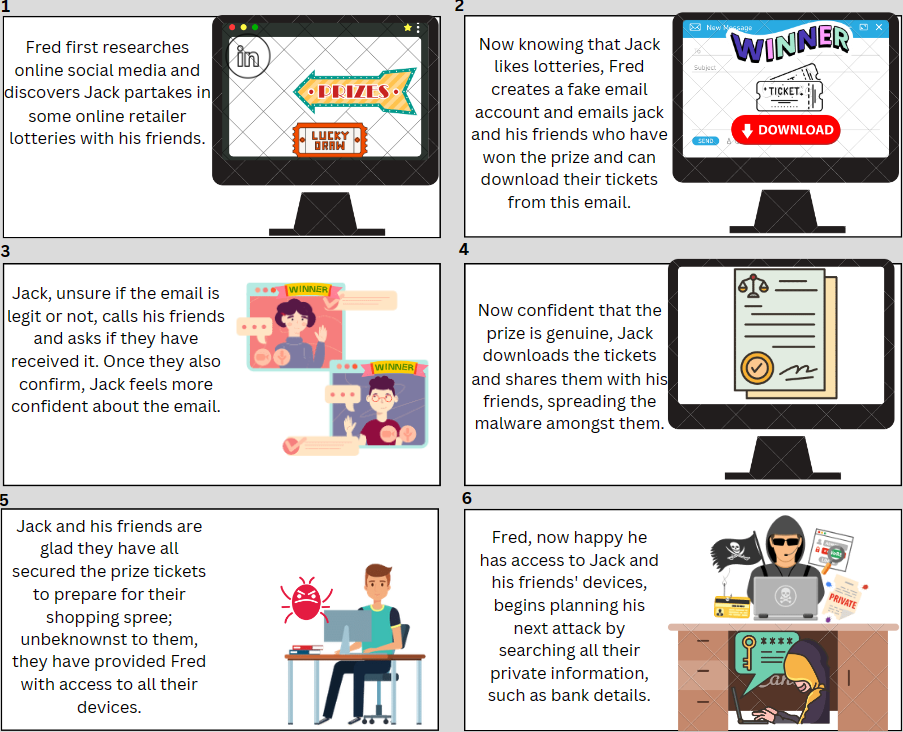 1
Fred first researches
online social media and
discovers Jack partakes in
some online retailer
lotteries with his friends.
in
PRIZES
LUCKY
DRAW
2
Now knowing that Jack
likes lotteries, Fred
creates a fake email
account and emails jack
and his friends who have
won the prize and can
download their tickets
from this email.
New Message
WINNER
To
Subject
TICKET
DOWNLOAD
SEND
3
Jack, unsure if the email is
legit or not, calls his friends
and asks if they have
received it. Once they also
confirm, Jack feels more
confident about the email.
WINNER
WINNER
4
Now confident that the
prize is genuine, Jack
downloads the tickets
and shares them with his
friends, spreading the
malware amongst them.
5
Jack and his friends are
glad they have all
secured the prize tickets
to prepare for their
shopping spree;
unbeknownst to them,
they have provided Fred
with access to all their
devices.
6
Fred, now happy he
has access to Jack and
his friends' devices,
begins planning his
next attack by
searching all their
private information,
such as bank details.
PRIVATE
****